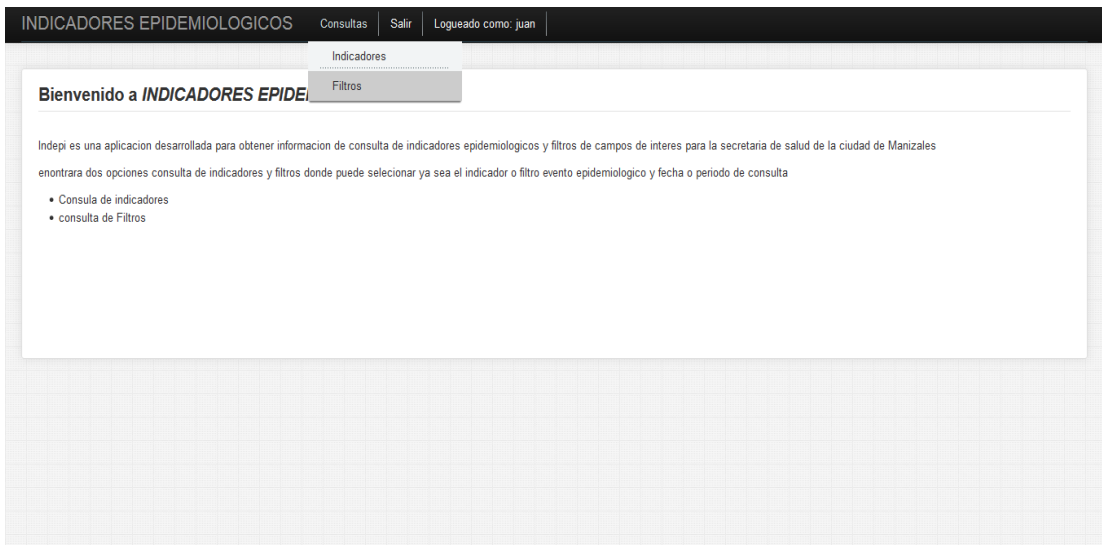 INDICADORES EPIDEMIOLOGICOS Consultas Salir Logueado como: juan
Indicadores
Filtros
Bienvenido a INDICADORES EPIDE
Indepi es una aplicacion desarrollada para obtener informacion de consulta de indicadores epidemiologicos y filtros de campos de interes para la secretaria de salud de la ciudad de Manizales
enontrara dos opciones consulta de indicadores y filtros donde puede selecionar ya sea el indicador o filtro evento epidemiologico y fecha o periodo de consulta
• Consula de indicadores
• consulta de Filtros